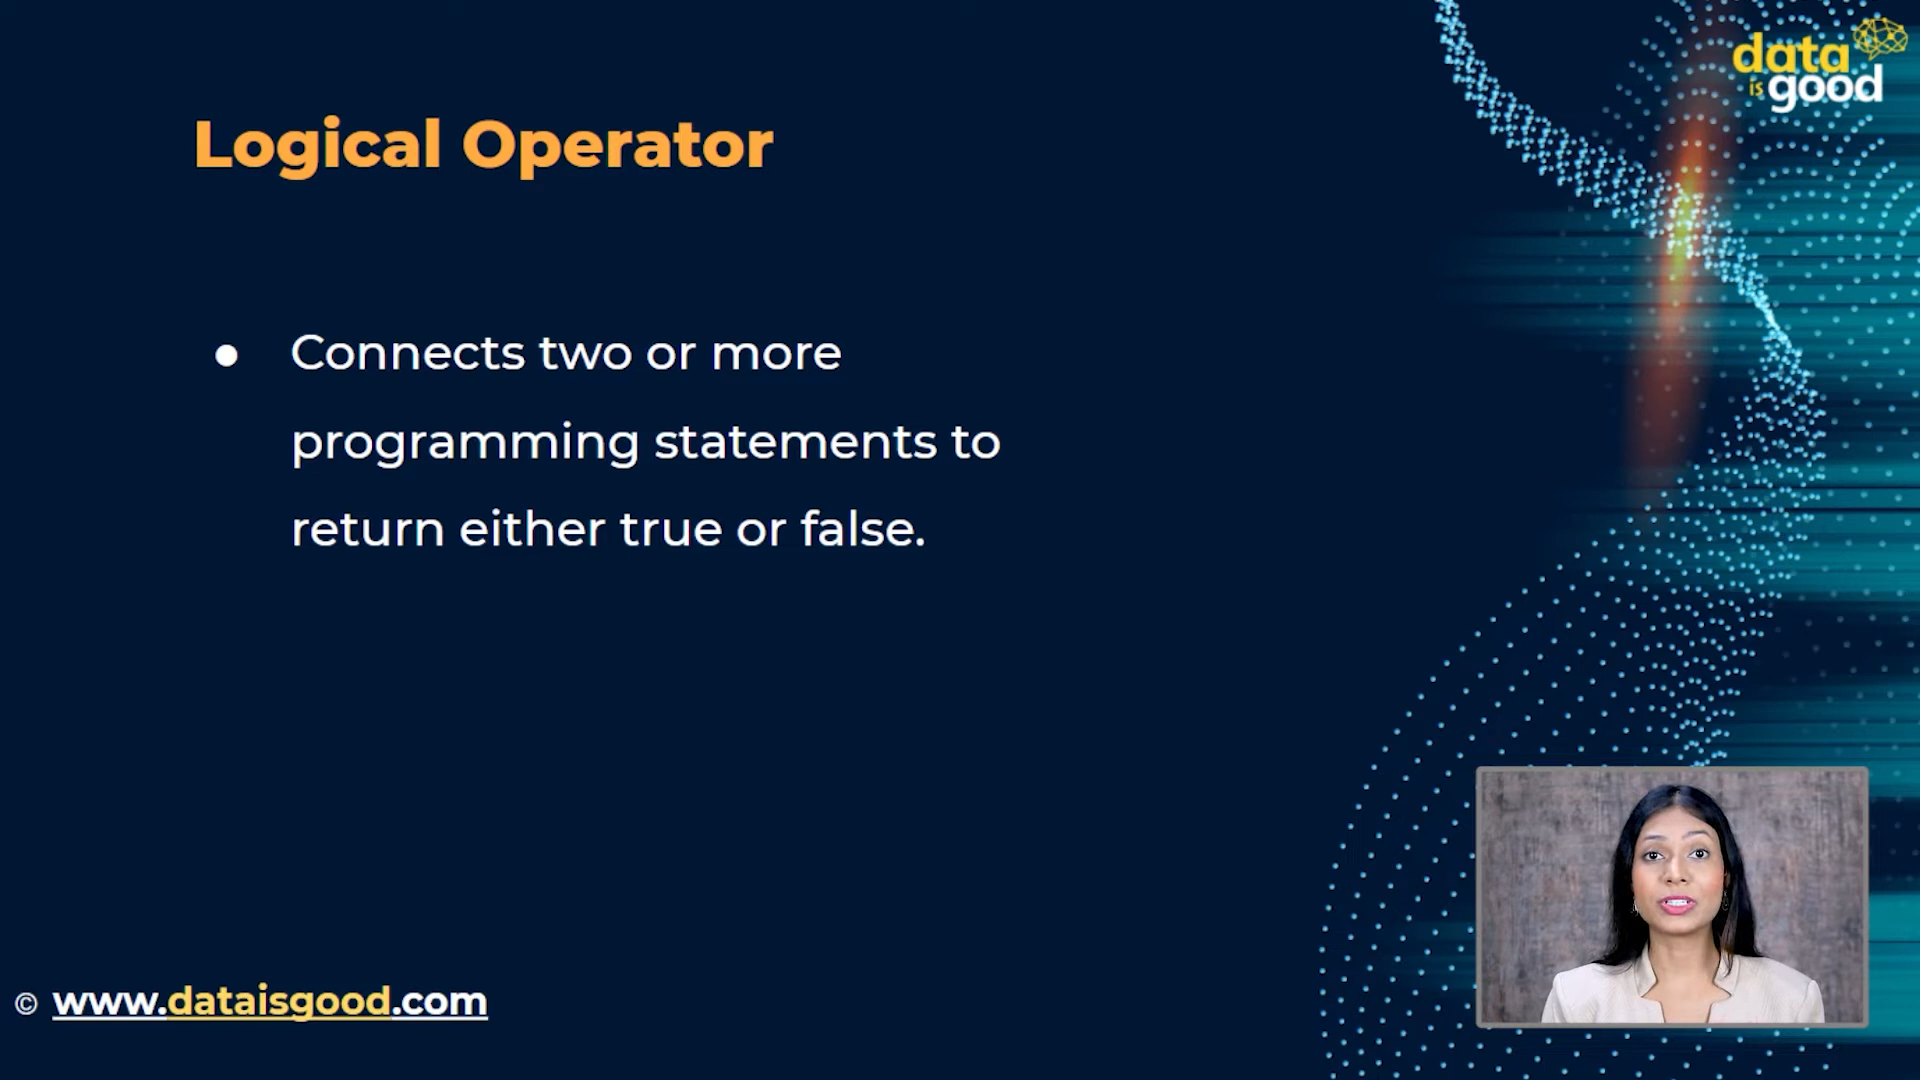 data
is good
Logical Operator
● Connects two or more
programming statements to
return either true or false.
© www.dataisgood.com